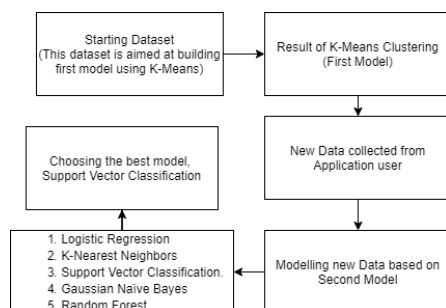 Starting Dataset
(This dataset is aimed at building
first model using K-Means)
Result of K-Means Clustering
(First Model)
New Data collected from
Application user
Modelling new Data based on
Second Model
1. Logistic Regression
2. K-Nearest Neighbors
3. Support Vector Classification.
4. Gaussian Naïve Bayes
5. Random Forest
Choosing the best model,
Support Vector Classification